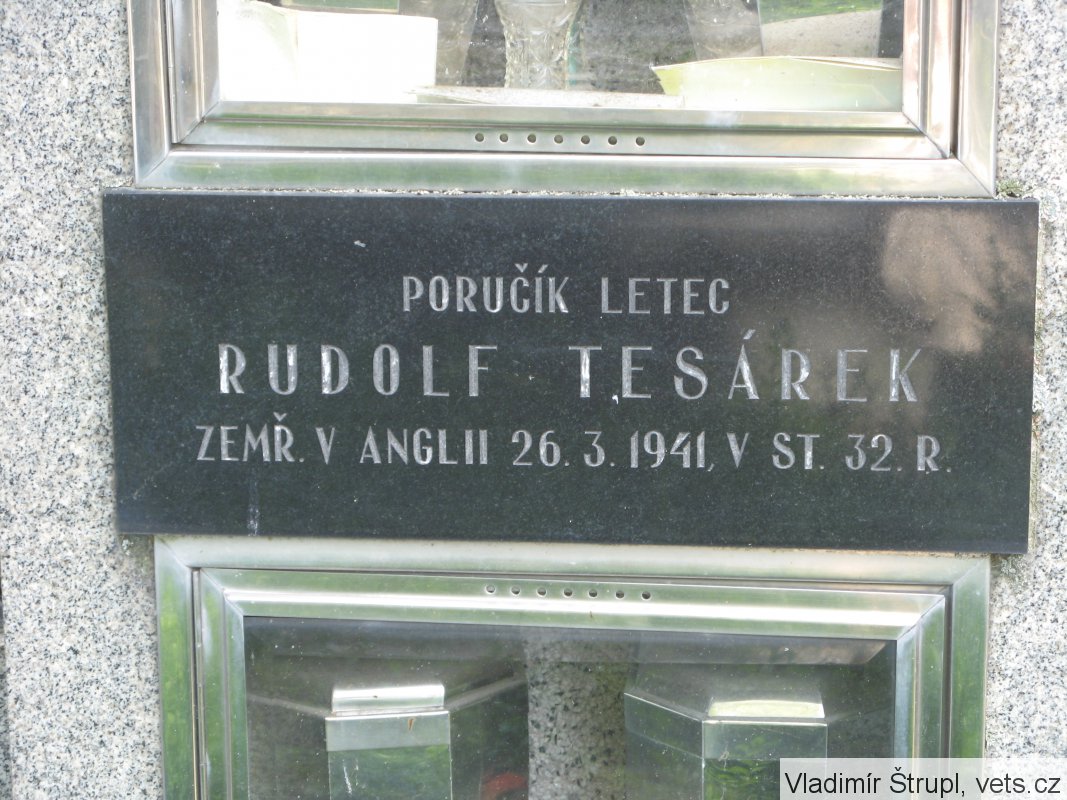 PORUČÍK LETEC
RUDOLF TESÁREK
ZEMŘ. V ANGLII 26. 3. 1941, V ST. 32. R.
Vladimír Štrupl, vets.cz